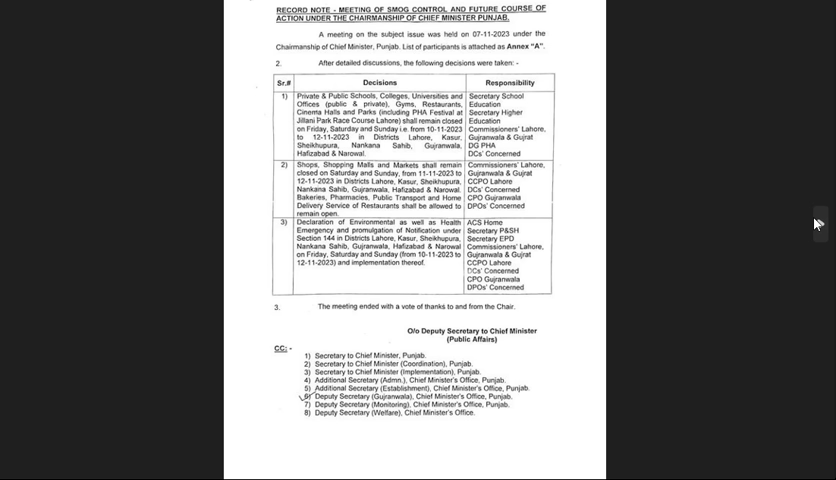 RECORD NOTE - MEETING OF SMOG CONTROL AND FUTURE COURSE OF
ACTION UNDER THE CHAIRMANSHIP OF CHIEF MINISTER PUNJAB.
A meeting on the subject issue was held on 07-11-2023 under the
Chairmanship of Chief Minister, Punjab. List of participants is attached as Annex "A".
2. After detailed discussions, the following decisions were taken: -
Sr.# Decisions Responsibility
1) Private & Public Schools, Colleges, Universities and
Offices (public & private), Gyms, Restaurants,
Cinema Halls and Parks (including PHA Festival at
Jillani Park Race Course Lahore) shall remain closed
on Friday, Saturday and Sunday i.e. from 10-11-2023
to 12-11-2023 in Districts Lahore, Kasur,
Sheikhupura, Nankana Sahib, Gujranwala,
Hafizabad & Narowal.
Secretary School
Education
Secretary Higher
Education
Commissioners' Lahore,
Gujranwala & Gujrat
DG PHA
DCs' Concerned
2) Shops, Shopping Malls and Markets shall remain
closed on Saturday and Sunday, from 11-11-2023 to
12-11-2023 in Districts Lahore, Kasur, Sheikhupura,
Nankana Sahib, Gujranwala, Hafizabad & Narowal.
Bakeries, Pharmacies, Public Transport and Home
Delivery Service of Restaurants shall be allowed to
remain open.
Commissioners' Lahore,
Gujranwala & Gujrat
CCPO Lahore
DCs' Concerned
CPO Gujranwala
DPOs' Concerned
3) Declaration of Environmental as well as Health
Emergency and promulgation of Notification under
Section 144 in Districts Lahore, Kasur, Sheikhupura,
Nankana Sahib, Gujranwala, Hafizabad & Narowal
on Friday, Saturday and Sunday (from 10-11-2023 to
12-11-2023) and implementation thereof.
ACS Home
Secretary P&SH
Secretary EPD
Commissioners' Lahore,
Gujranwala & Gujrat
CCPO Lahore
DCs' Concerned
CPO Gujranwala
DPOs' Concerned
3. The meeting ended with a vote of thanks to and from the Chair.
O/o Deputy Secretary to Chief Minister
(Public Affairs)
CC: -
1) Secretary to Chief Minister, Punjab.
2) Secretary to Chief Minister (Coordination), Punjab.
3) Secretary to Chief Minister (Implementation), Punjab.
4) Additional Secretary (Admn.), Chief Minister's Office, Punjab.
5) Additional Secretary (Establishment), Chief Minister's Office, Punjab.
6) Deputy Secretary (Gujranwala), Chief Minister's Office, Punjab.
7) Deputy Secretary (Monitoring), Chief Minister's Office, Punjab.
8) Deputy Secretary (Welfare), Chief Minister's Office.